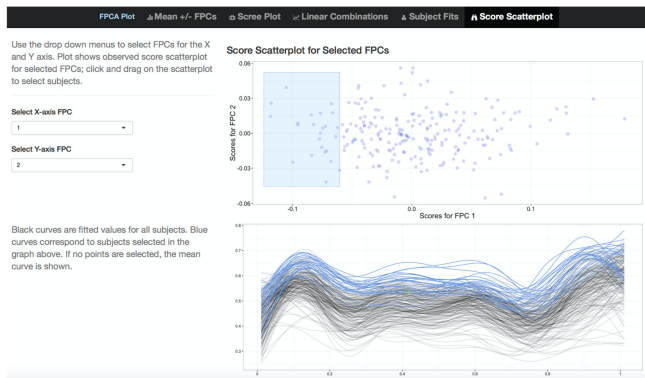 FPCA Plot Mean +/- FPCs Scree Plot Linear Combinations Subject Fits Score Scatterplot
Use the drop down menus to select FPCs for the X
and Y axis. Plot shows observed score scatterplot
for selected FPCs; click and drag on the scatterplot
to select subjects.
Select X-axis FPC
1
Select Y-axis FPC
2
Score Scatterplot for Selected FPCs
Scores for FPC 2
0.06
0.03
0.00
-0.03
-0.06
-0.1 0.0 0.1
Scores for FPC 1
Black curves are fitted values for all subjects. Blue
curves correspond to subjects selected in the
graph above. If no points are selected, the mean
curve is shown.
0.8
0.7
0.6
0.5
0.4
0.3
0 0.2 0.4 0.6 0.8 1